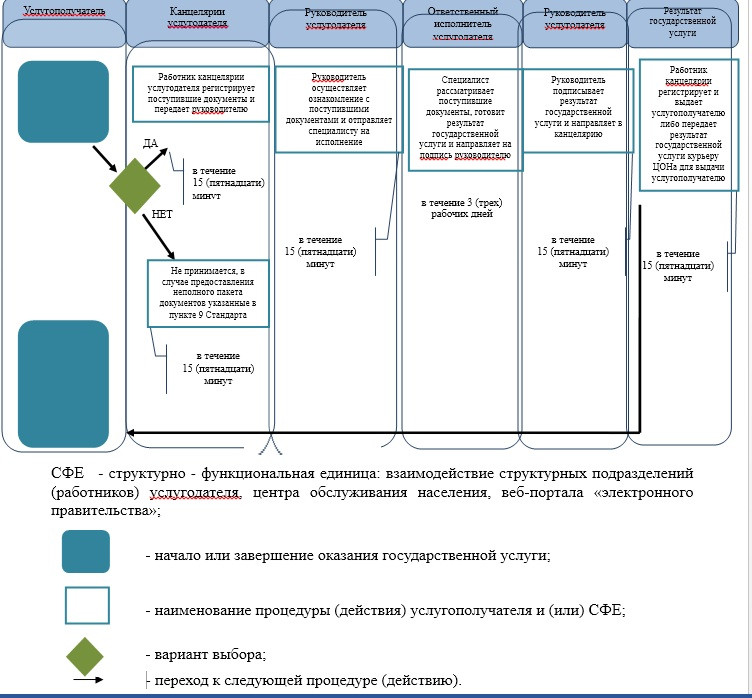 Услугополучатель
Канцелярии
услугодателя
Руководитель
услугодателя
Ответственный
исполнитель
услугодателя
Руководитель
услугодателя
Результат
государственной
услуги
Работник канцелярии
услугодателя регистрирует
поступившие документы и
передает руководителю
Руководитель
осуществляет
ознакомление с
поступившими
документами и отправляет
специалисту на
исполнение
Специалист
рассматривает
поступившие
документы, готовит
результат
государственной
услуги и направляет на
подпись руководителю
Руководитель
подписывает
результат
государственной
услуги и направляет в
канцелярию
Работник
канцелярии
регистрирует и
выдает
услугополучателю
либо передает
результат
государственной
услуги курьеру
ЦОНа для выдачи
услугополучателю
ДА
в течение
15 (пятнадцати)
минут
НЕТ
в течение 3 (трех)
рабочих дней
в течение
15 (пятнадцати)
минут
в течение
15 (пятнадцати)
минут
в течение
15 (пятнадцати)
минут
Не принимается, в
случае предоставления
неполного пакета
документов указанные в
пункте 9 Стандарта
в течение
15 (пятнадцати)
минут
СФЕ - структурно - функциональная единица: взаимодействие структурных подразделений
(работников) услугодателя, центра обслуживания населения, веб-портала «электронного
правительства»;
- начало или завершение оказания государственной услуги;
- наименование процедуры (действия) услугополучателя и (или) СФЕ;
- вариант выбора;
- переход к следующей процедуре (действию).